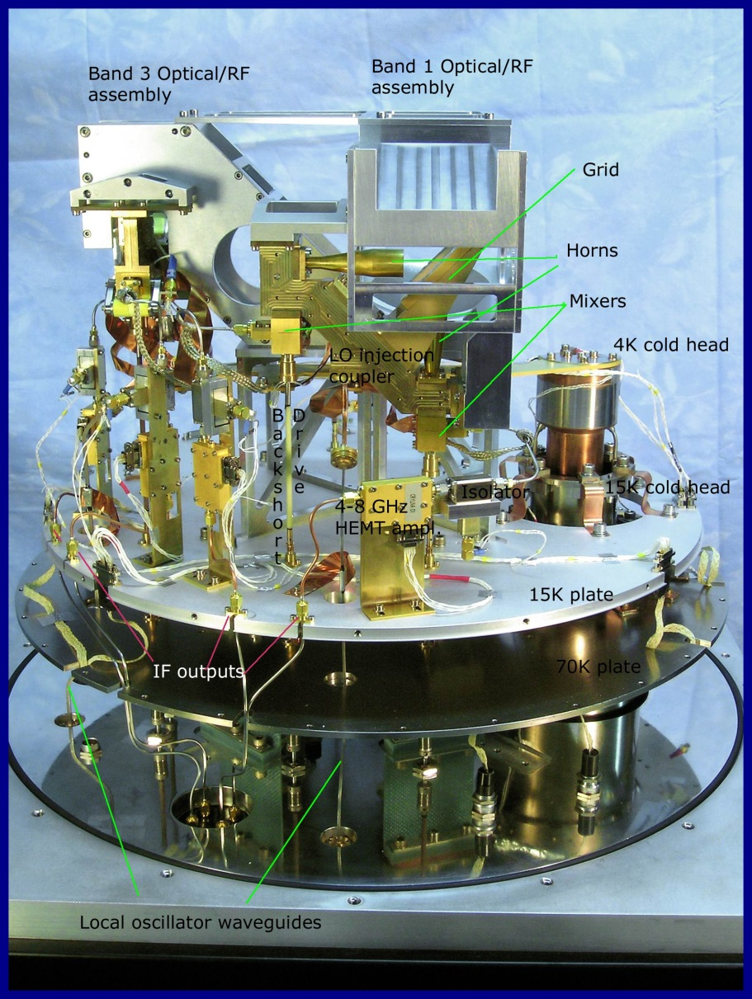 Band 3 Optical/RF
assembly
Band 1 Optical/RF
assembly
Grid
Horns
Mixers
4K cold head
LO injection
coupler
Backshort
Drive
15K cold head
Isolator
4-8 GHz
HEMT ampl.
15K plate
70K plate
IF outputs
Local oscillator waveguides